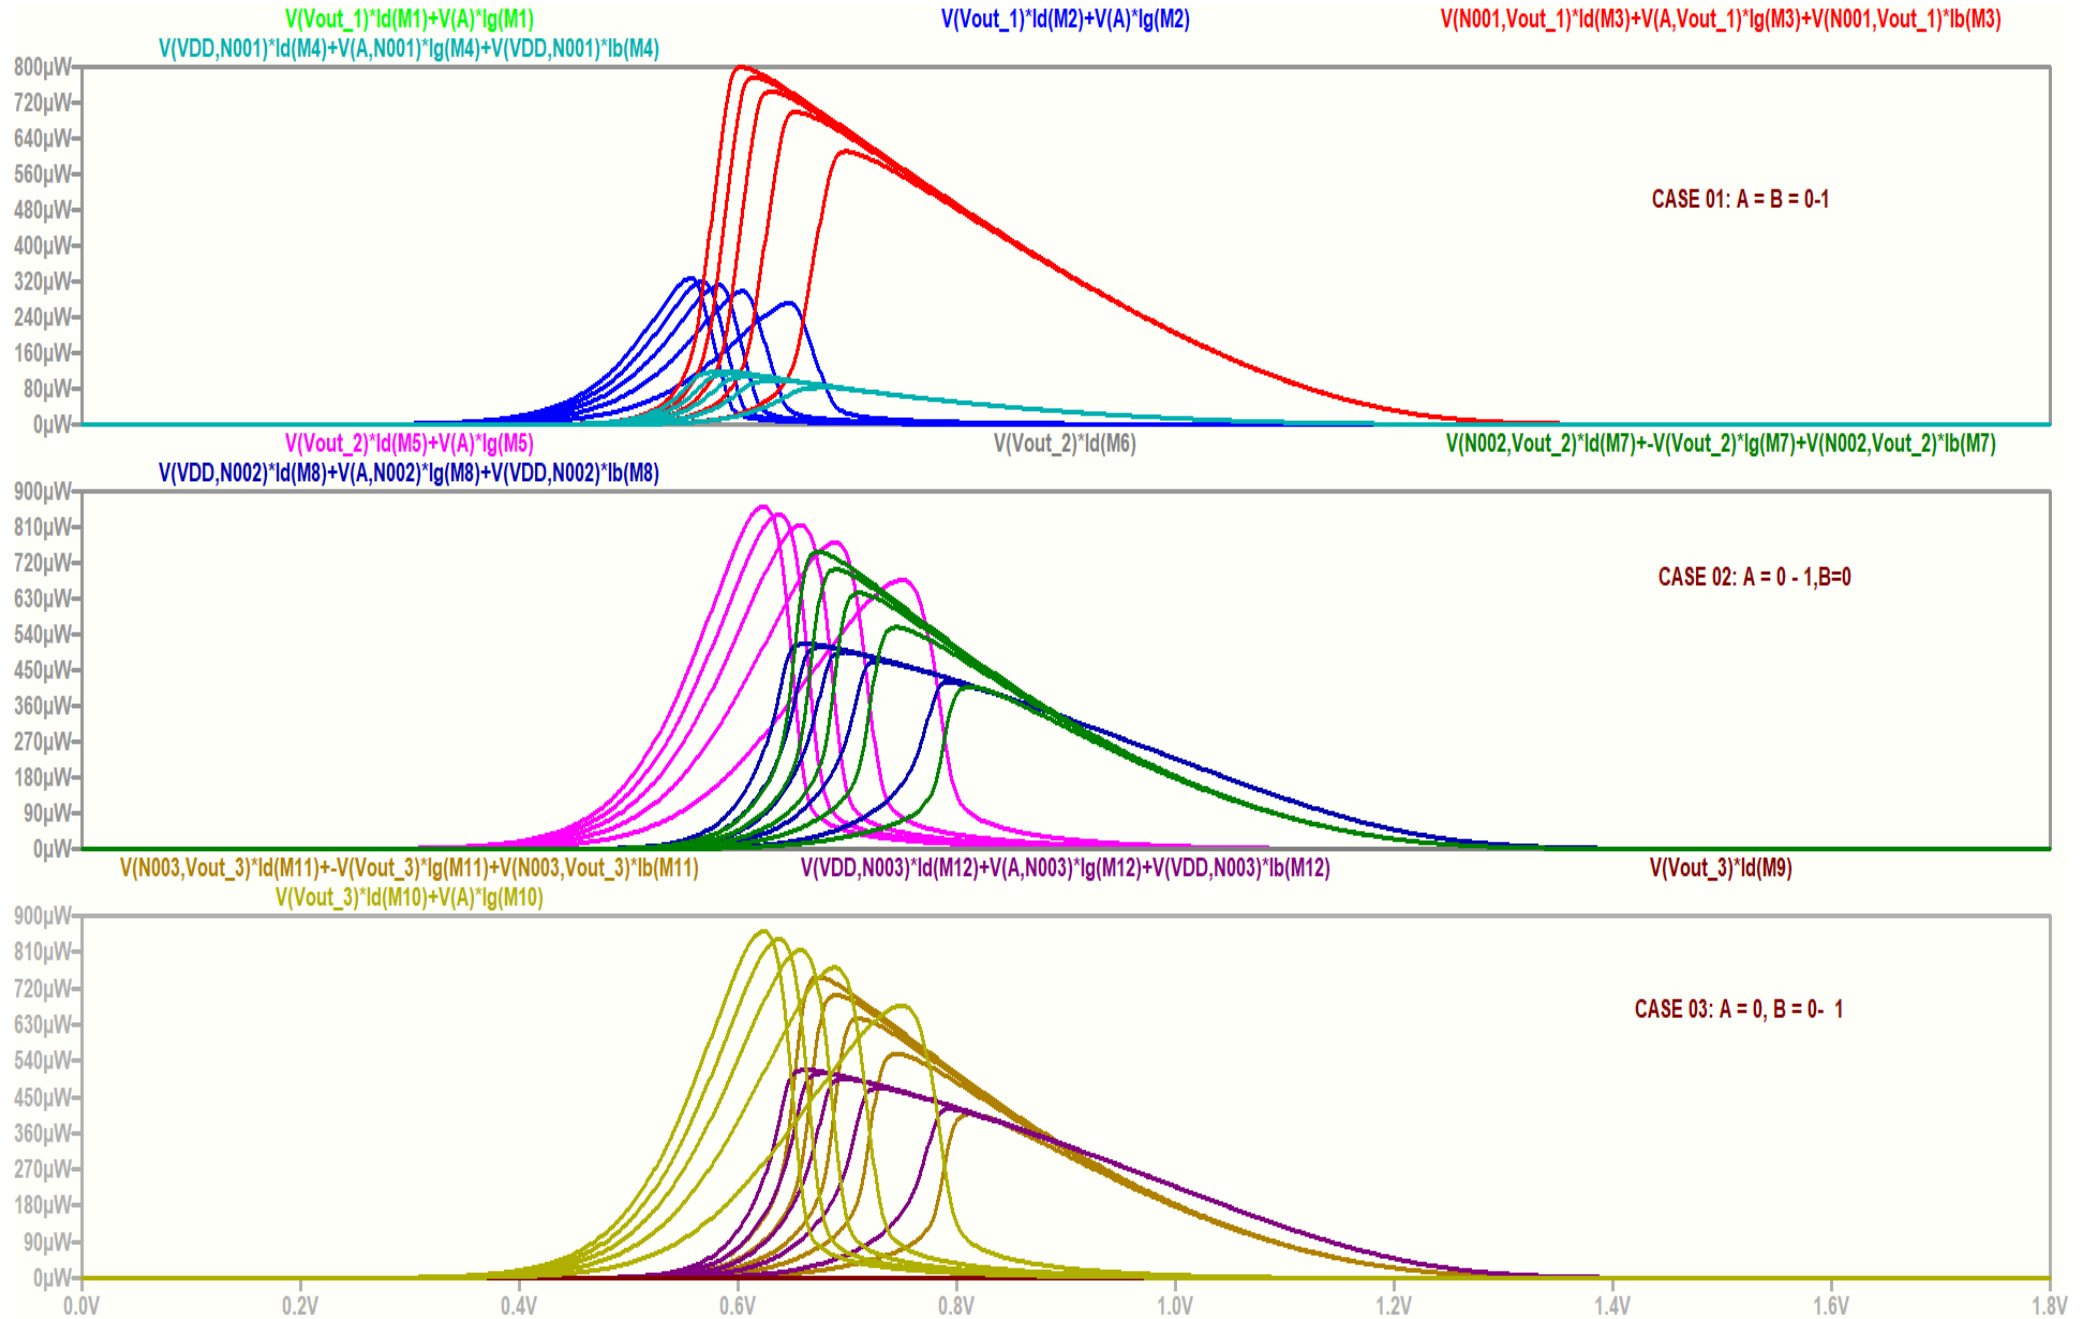 V(Vout_1)*Id(M1)+V(A)*Ig(M1) V(Vout_1)*Id(M2)+V(A)*Ig(M2) V(N001,Vout_1)*Id(M3)+V(A,Vout_1)*Ig(M3)+V(N001,Vout_1)*Ib(M3)
V(VDD,N001)*Id(M4)+V(A,N001)*Ig(M4)+V(VDD,N001)*Ib(M4)
800µW
720µW
640µW
560µW
480µW
CASE 01: A = B = 0-1
400µW
320µW
240µW
160µW
80µW
0µW
V(Vout_2)*Id(M5)+V(A)*Ig(M5) V(Vout_2)*Id(M6) V(N002,Vout_2)*Id(M7)+-V(Vout_2)*Ig(M7)+V(N002,Vout_2)*Ib(M7)
V(VDD,N002)*Id(M8)+V(A,N002)*Ig(M8)+V(VDD,N002)*Ib(M8)
900µW
810µW
720µW
CASE 02: A = 0 - 1,B=0
630µW
540µW
450µW
360µW
270µW
180µW
90µW
0µW
V(N003,Vout_3)*Id(M11)+-V(Vout_3)*Ig(M11)+V(N003,Vout_3)*Ib(M11) V(VDD,N003)*Id(M12)+V(A,N003)*Ig(M12)+V(VDD,N003)*Ib(M12) V(Vout_3)*Id(M9)
V(Vout_3)*Id(M10)+V(A)*Ig(M10)
900µW
810µW
720µW
CASE 03: A = 0, B = 0- 1
630µW
540µW
450µW
360µW
270µW
180µW
90µW
0µW
0.0V 0.2V 0.4V 0.6V 0.8V 1.0V 1.2V 1.4V 1.6V 1.8V